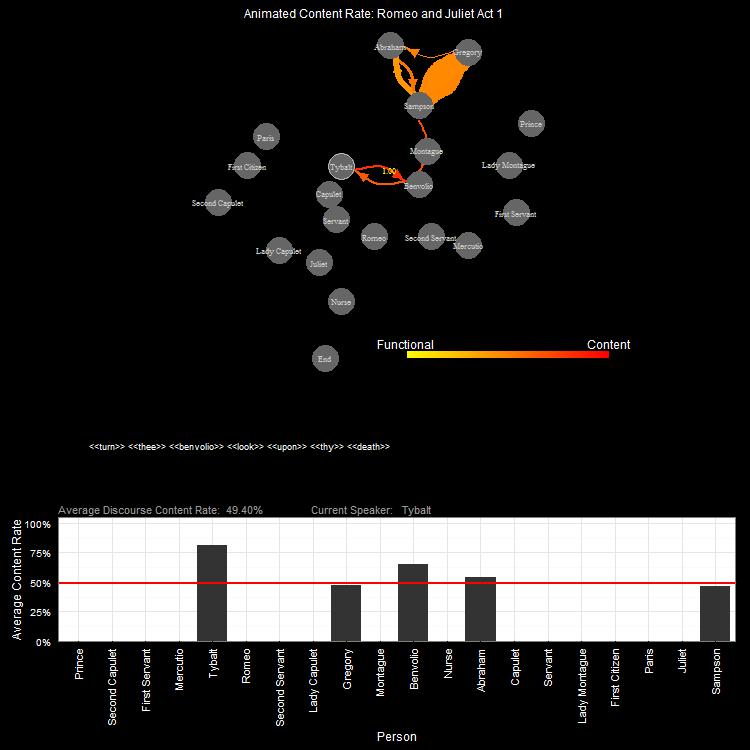 Animated Content Rate: Romeo and Juliet Act 1
Abraham
Gregory
Sampson
Prince
Paris
Montague
First Citizen
Tybalt
1.00
Lady Montague
Benvolio
Capulet
Second Capulet
First Servant
Servant
Romeo
Second Servant
Mercutio
Lady Capulet
Juliet
Nurse
Functional Content
End
<<turn>> <<thee>> <<benvolio>> <<look>> <<upon>> <<thy>> <<death>>
Average Discourse Content Rate: 49.40% Current Speaker: Tybalt
Average Content Rate
100%
75%
50%
25%
0%
Prince
Second Capulet
First Servant
Mercutio
Tybalt
Romeo
Second Servant
Lady Capulet
Gregory
Montague
Benvolio
Nurse
Abraham
Capulet
Servant
Lady Montague
First Citizen
Paris
Juliet
Sampson
Person